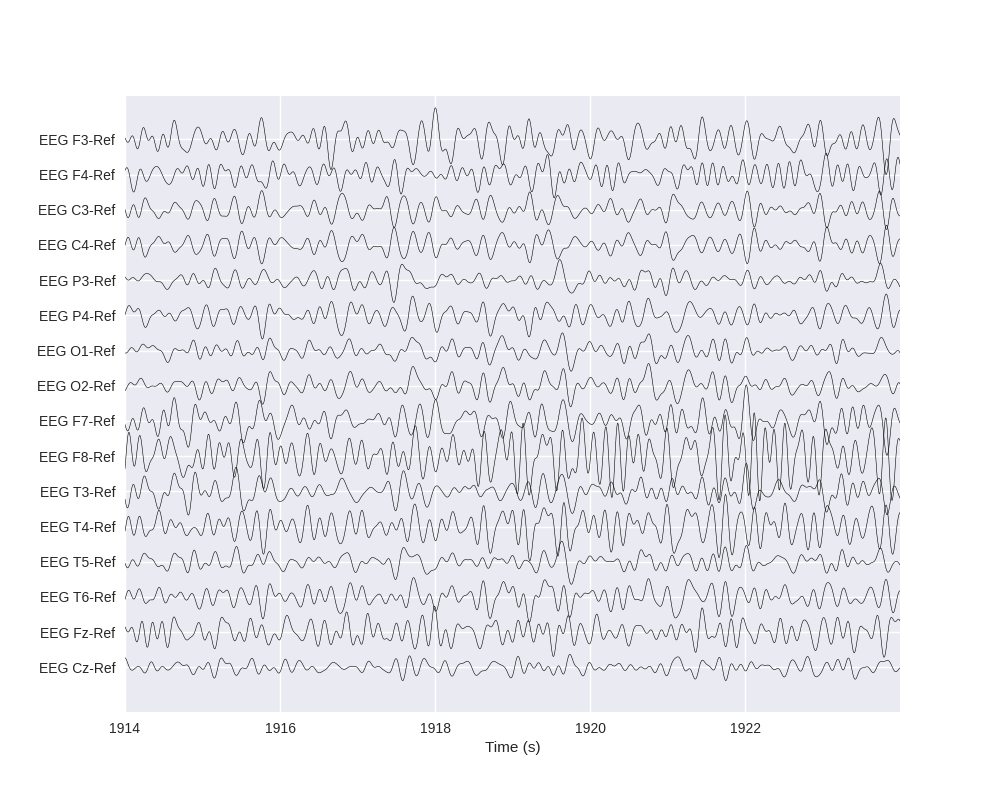 EEG F3-Ref
EEG F4-Ref
EEG C3-Ref
EEG C4-Ref
EEG P3-Ref
EEG P4-Ref
EEG O1-Ref
EEG O2-Ref
EEG F7-Ref
EEG F8-Ref
EEG T3-Ref
EEG T4-Ref
EEG T5-Ref
EEG T6-Ref
EEG Fz-Ref
EEG Cz-Ref
1914 1916 1918 1920 1922
Time (s)